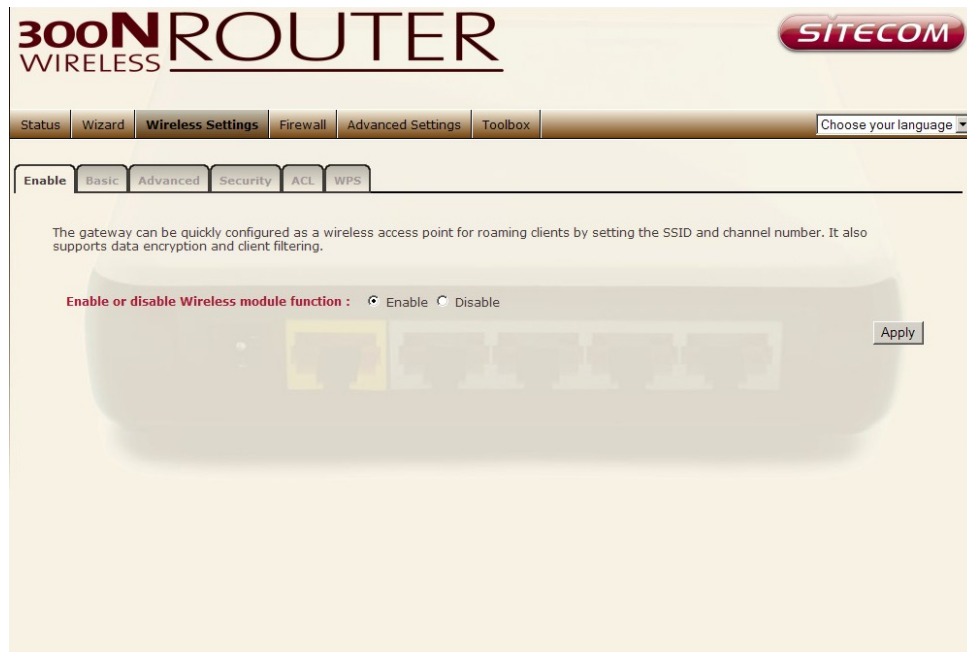 300N ROUTER
WIRELESS
SITECOM
Status Wizard Wireless Settings Firewall Advanced Settings Toolbox Choose your language
Enable Basic Advanced Security ACL WPS
The gateway can be quickly configured as a wireless access point for roaming clients by setting the SSID and channel number. It also
supports data encryption and client filtering.
Enable or disable Wireless module function : Enable Disable
Apply